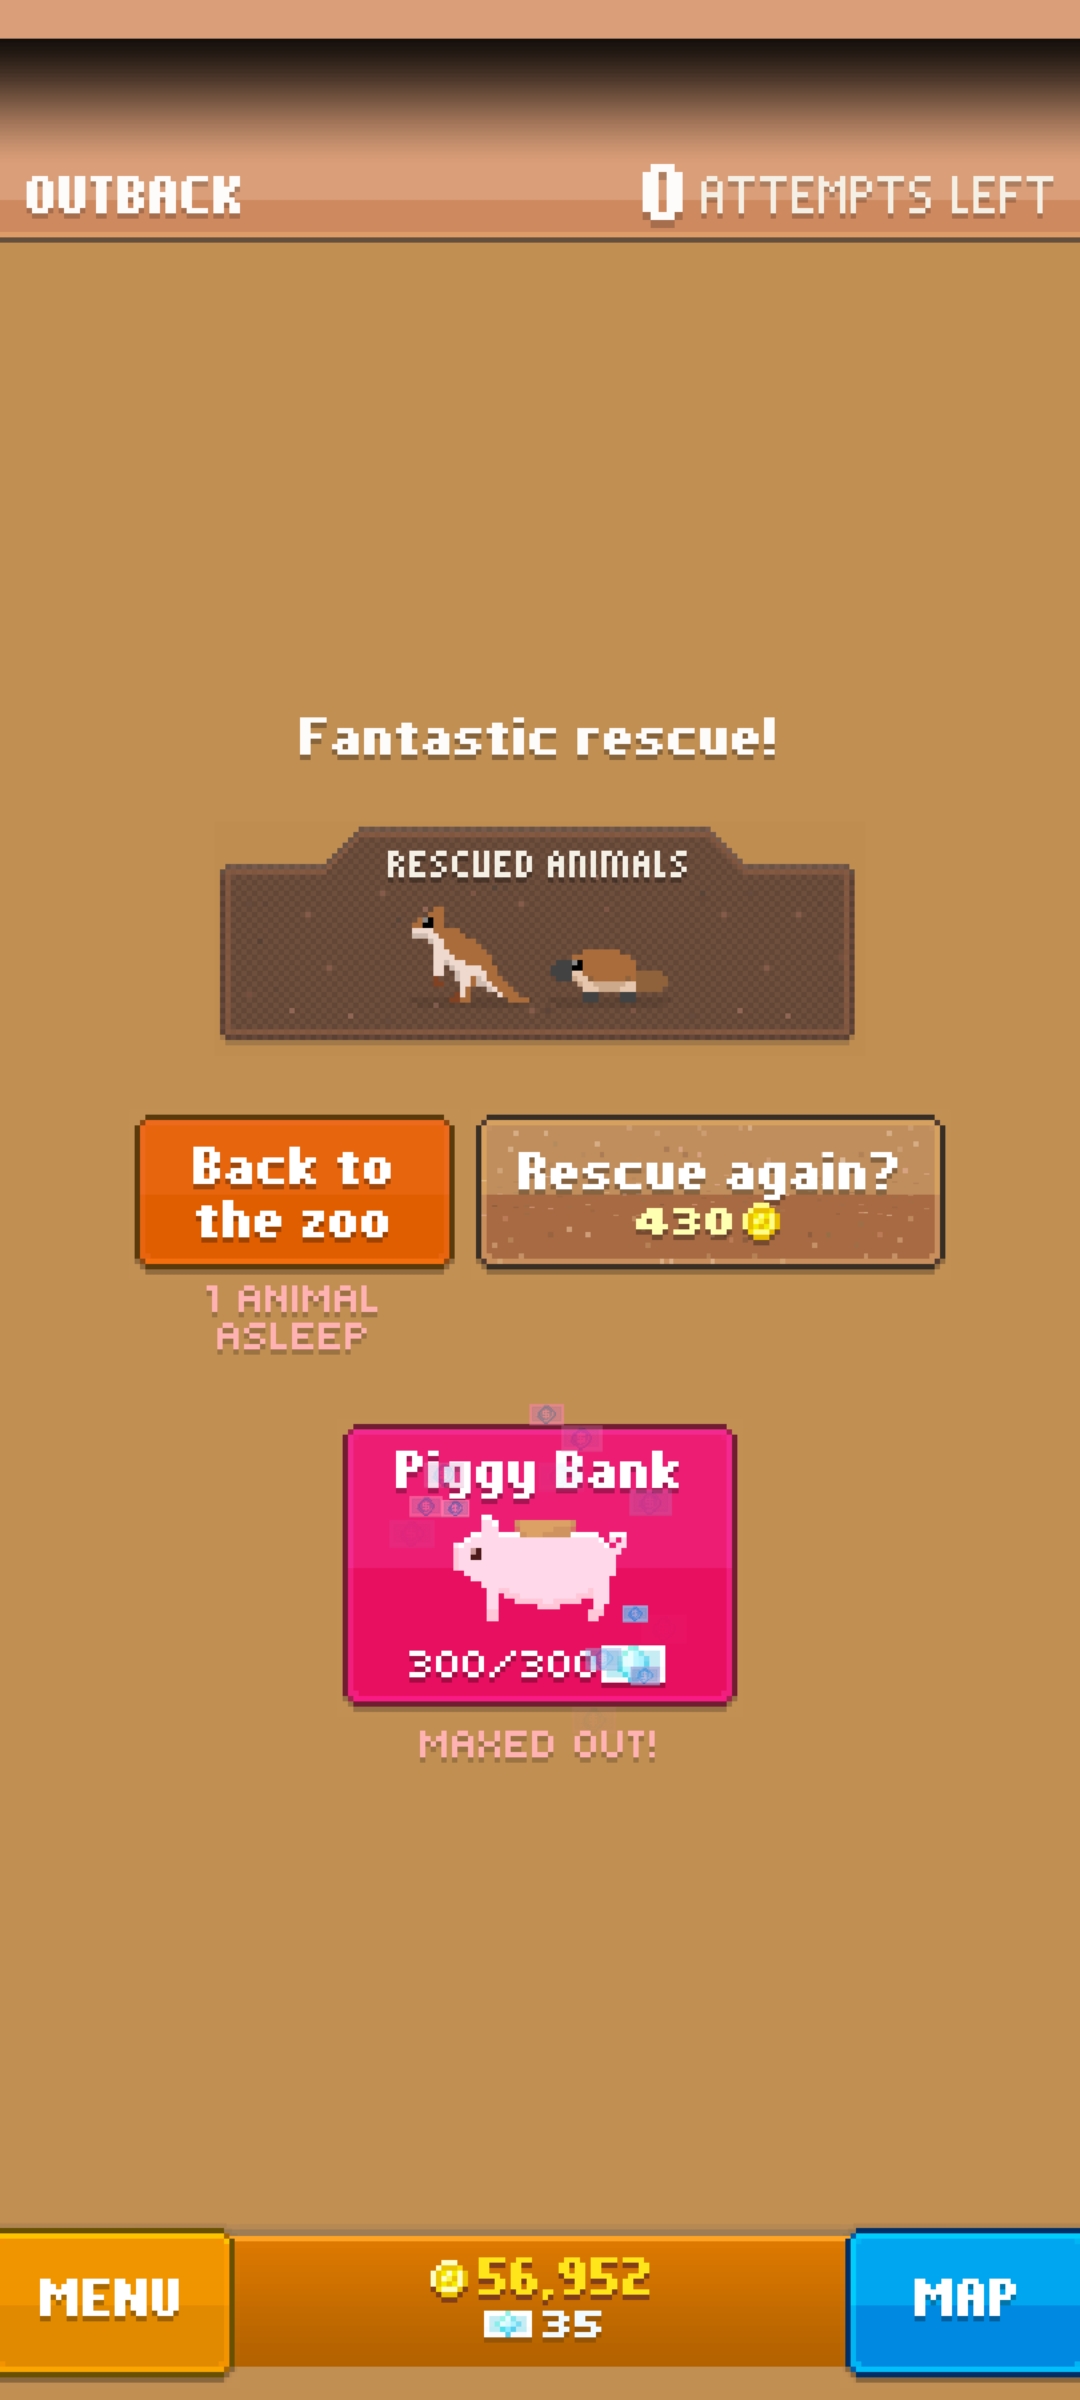 OUTBACK
0 ATTEMPTS LEFT
Fantastic rescue!
RESCUED ANIMALS
Back to
the zoo
Rescue again?
430
1 ANIMAL
ASLEEP
Piggy Bank
300/300
MAXED OUT!
MENU
56,952
35
MAP